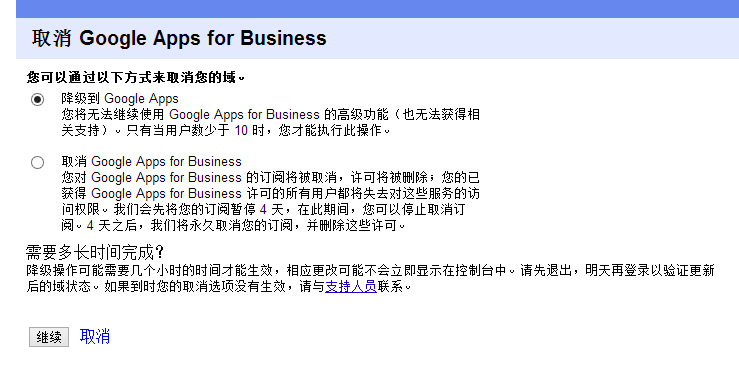 取消 Google Apps for Business
您可以通过以下方式来取消您的域。
降级到 Google Apps
您将无法继续使用 Google Apps for Business 的高级功能（也无法获得相
关支持）。只有当用户数少于 10 时，您才能执行此操作。
取消 Google Apps for Business
您对 Google Apps for Business 的订阅将被取消，许可将被删除；您的已
获得 Google Apps for Business 许可的所有用户都将失去对这些服务的访
问权限。我们会先将您的订阅暂停 4 天，在此期间，您可以停止取消订
阅。4 天之后，我们将永久取消您的订阅，并删除这些许可。
需要多长时间完成？
降级操作可能需要几个小时的时间才能生效，相应更改可能不会立即显示在控制台中。请先退出，明天再登录以验证更新
后的域状态。如果到时您的取消选项没有生效，请与支持人员联系。
继续 取消